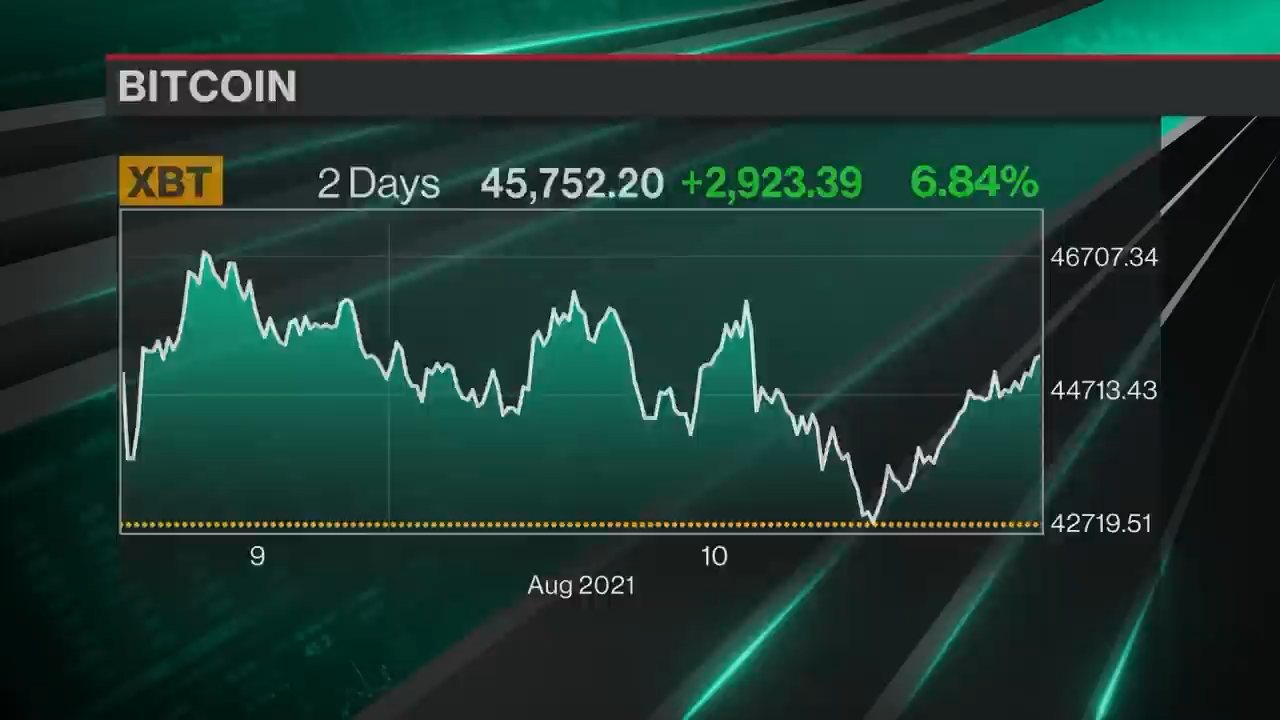 BITCOIN
XBT 2 Days 45,752.20 +2,923.39 6.84%
46707.34
44713.43
42719.51
9 10
Aug 2021